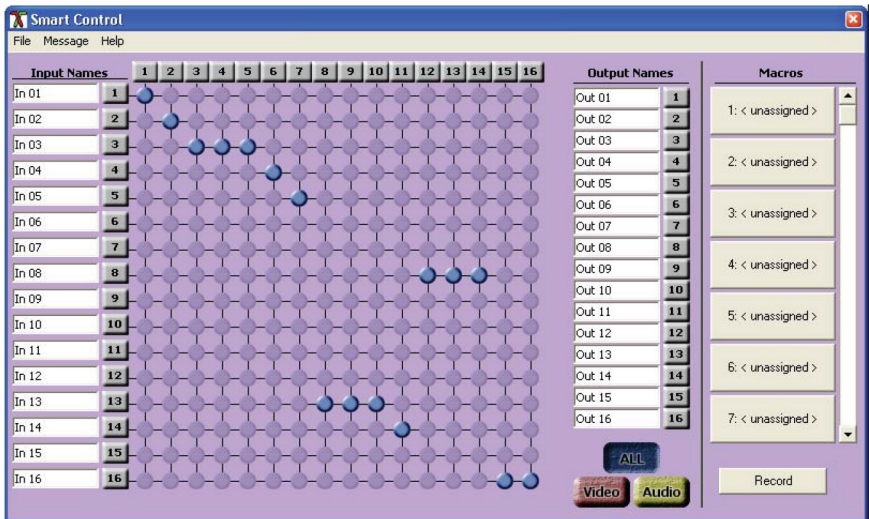 Smart Control
File Message Help
Input Names
1 2 3 4 5 6 7 8 9 10 11 12 13 14 15 16
In 01 1
In 02 2
In 03 3
In 04 4
In 05 5
In 06 6
In 07 7
In 08 8
In 09 9
In 10 10
In 11 11
In 12 12
In 13 13
In 14 14
In 15 15
In 16 16
Output Names
Out 01 1
Out 02 2
Out 03 3
Out 04 4
Out 05 5
Out 06 6
Out 07 7
Out 08 8
Out 09 9
Out 10 10
Out 11 11
Out 12 12
Out 13 13
Out 14 14
Out 15 15
Out 16 16
ALL
Video Audio
Macros
1: < unassigned >
2: < unassigned >
3: < unassigned >
4: < unassigned >
5: < unassigned >
6: < unassigned >
7: < unassigned >
Record